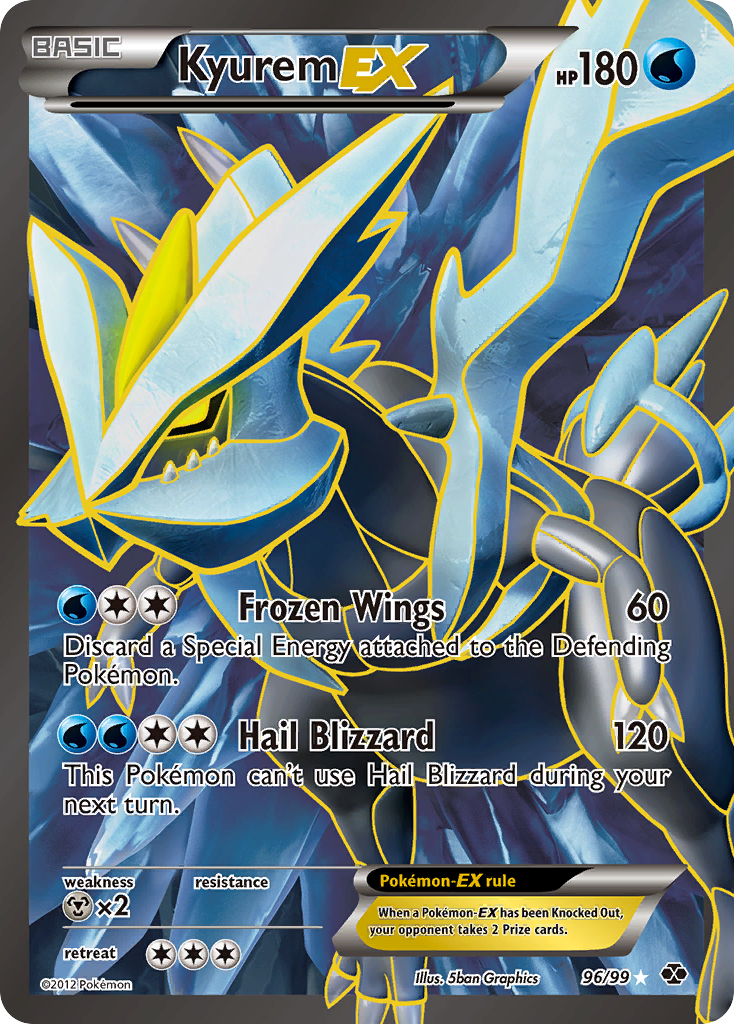 BASIC
Kyurem EX
HP 180
Frozen Wings 60
Discard a Special Energy attached to the Defending
Pokémon.
Hail Blizzard 120
This Pokémon can't use Hail Blizzard during your
next turn.
weakness resistance
×2
retreat
Pokémon-EX rule
When a Pokémon-EX has been Knocked Out,
your opponent takes 2 Prize cards.
©2012 Pokémon
Illus. 5ban Graphics
96/99